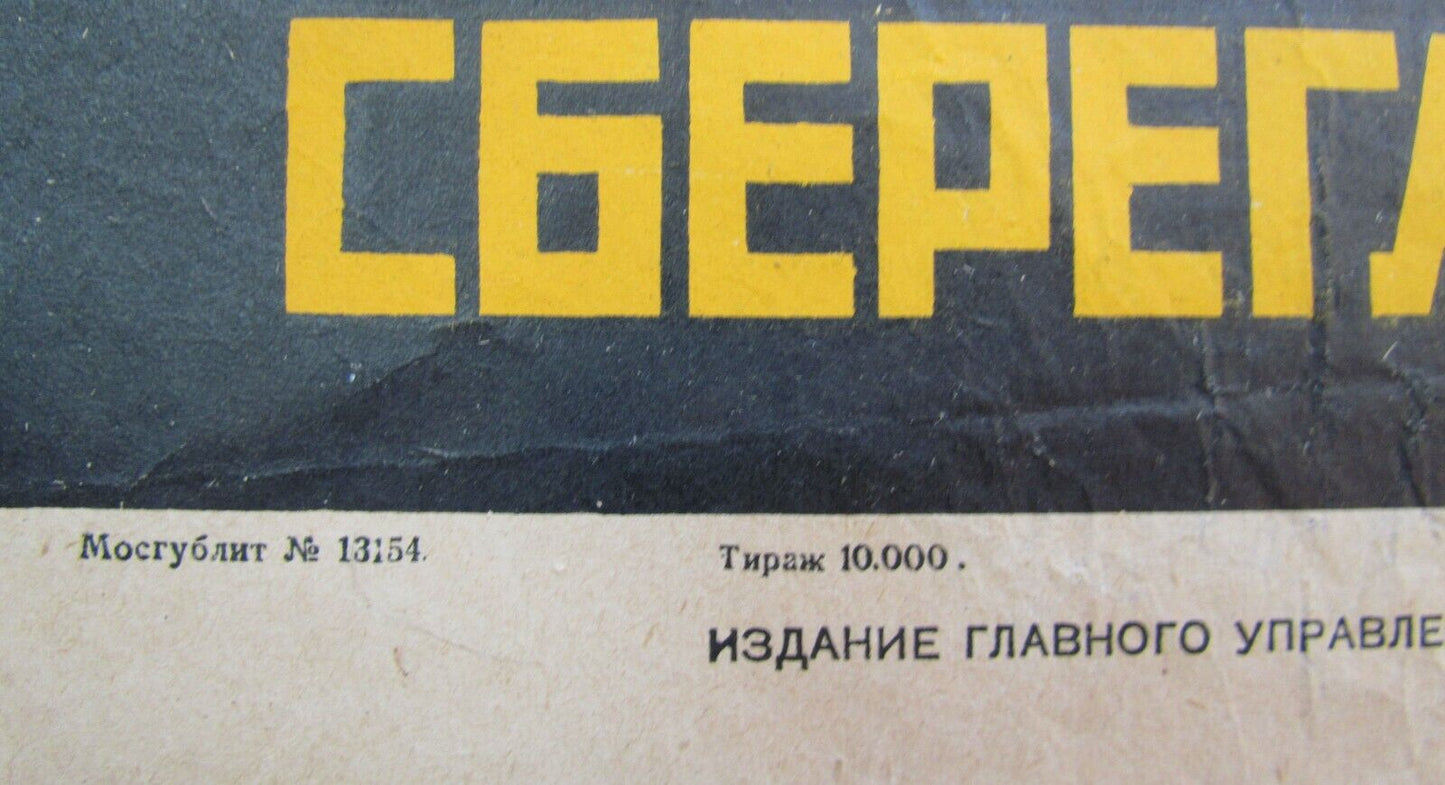 СБЕРЕГ
Мосгублит № 13154. Тираж 10.000.
ИЗДАНИЕ ГЛАВНОГО УПРАВЛЕ